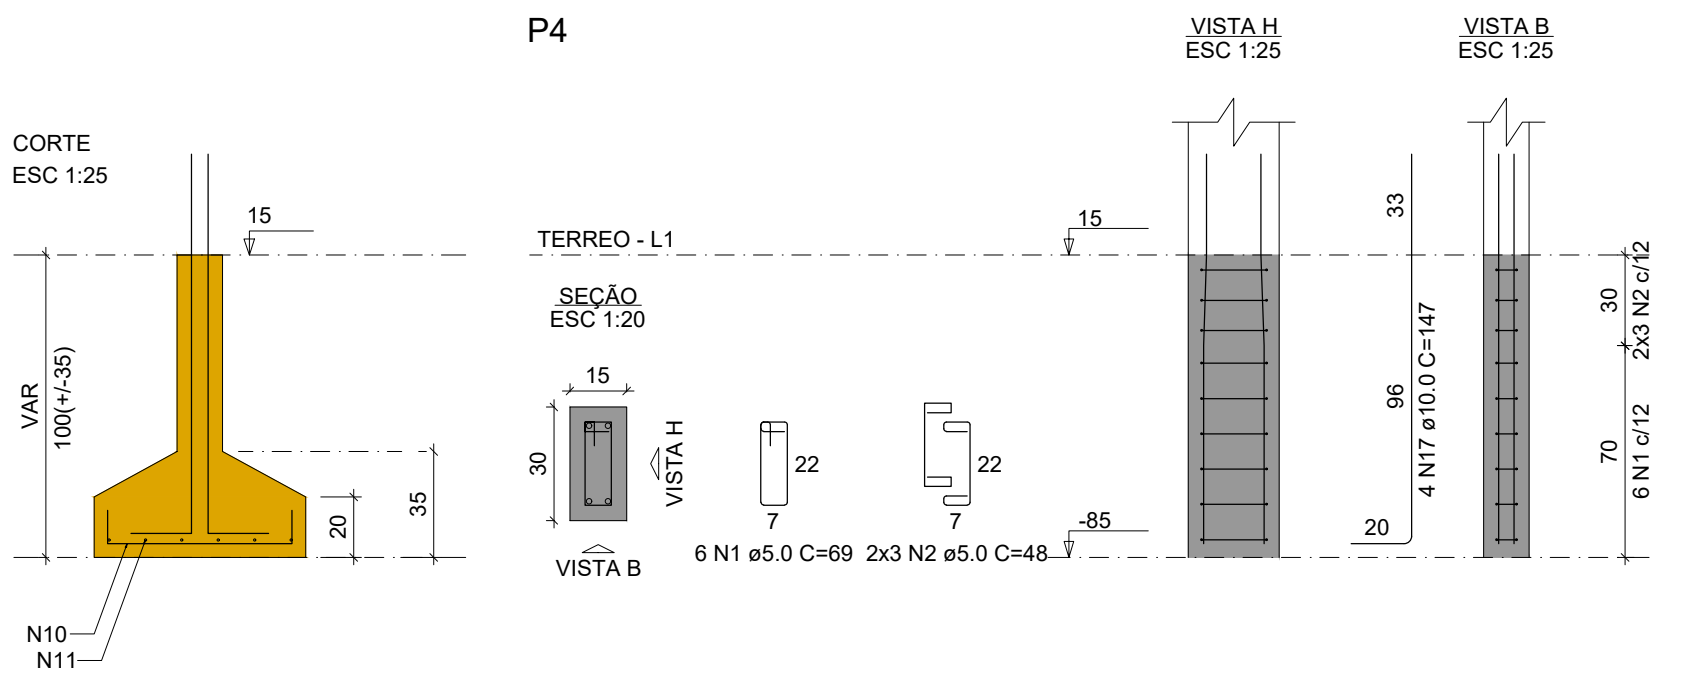 P4
VISTA H
ESC 1:25
VISTA B
ESC 1:25
CORTE
ESC 1:25
15
VAR
100(+/-35)
20
35
N10
N11
TERREO - L1
15
SEÇÃO
ESC 1:20
15
30
VISTA H
VISTA B
22
7
6 N1 ø5.0 C=69
22
7
2x3 N2 ø5.0 C=48
-85
33
96
4 N17 ø10.0 C=147
20
30
2x3 N2 c/12
70
6 N1 c/12